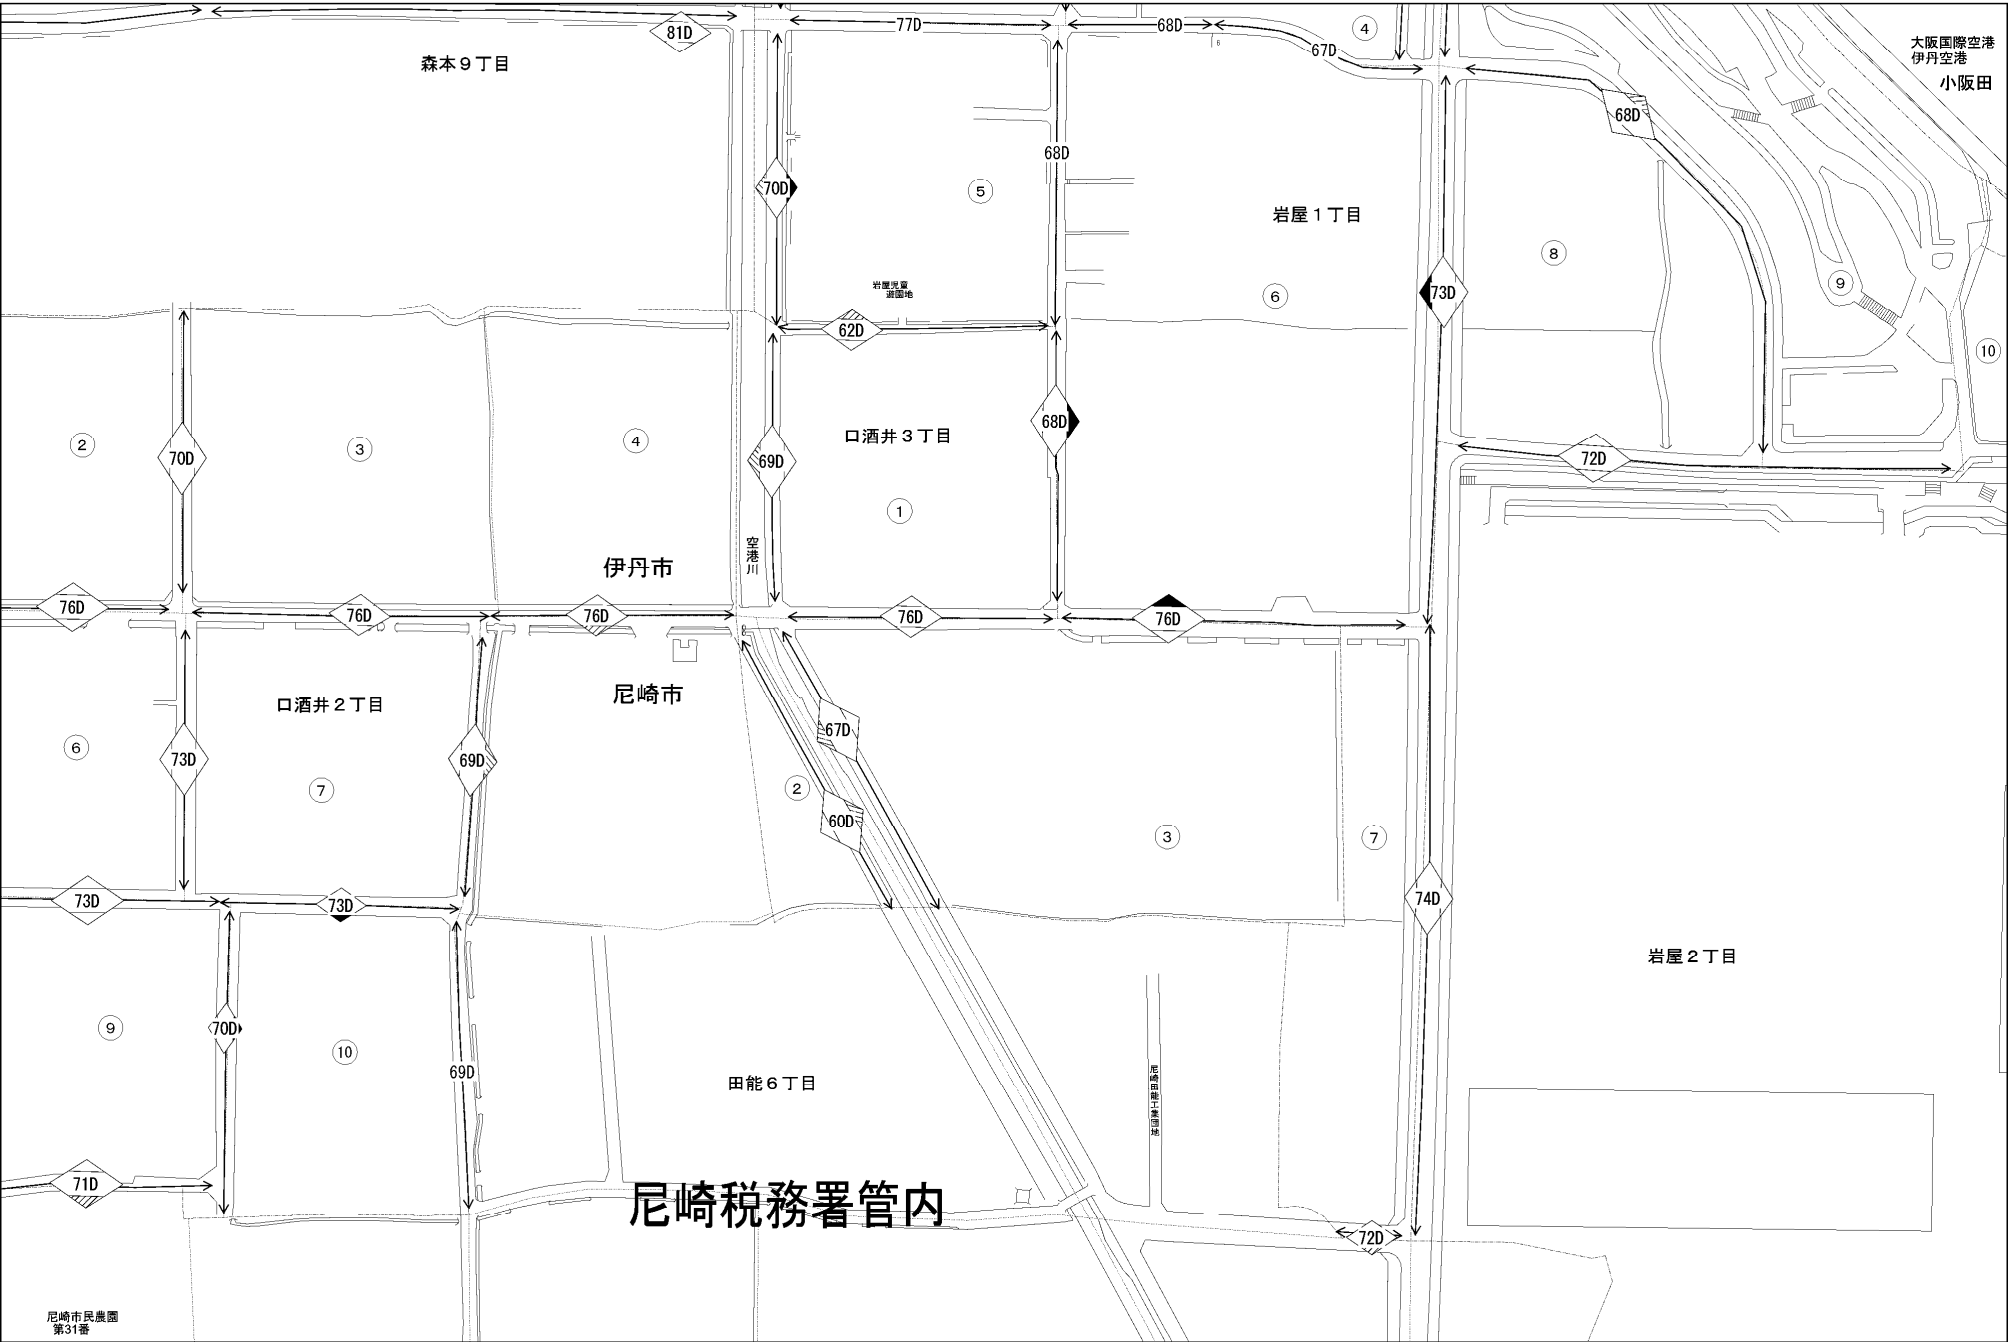 81D
77D
68D
67D
④
大阪国際空港
伊丹空港
小阪田
森本9丁目
68D
70D
68D
⑤
岩屋1丁目
⑧
岩屋児童
遊園地
⑥
73D
⑨
62D
⑩
②
70D
③
④
69D
口酒井3丁目
68D
72D
①
空港川
伊丹市
76D
76D
76D
76D
76D
尼崎市
口酒井2丁目
67D
⑥
73D
69D
⑦
②
60D
③
⑦
73D
73D
74D
岩屋2丁目
⑨
70D
⑩
69D
田能6丁目
尼崎田能工業団地
71D
尼崎税務署管内
72D
尼崎市民農園
第31番